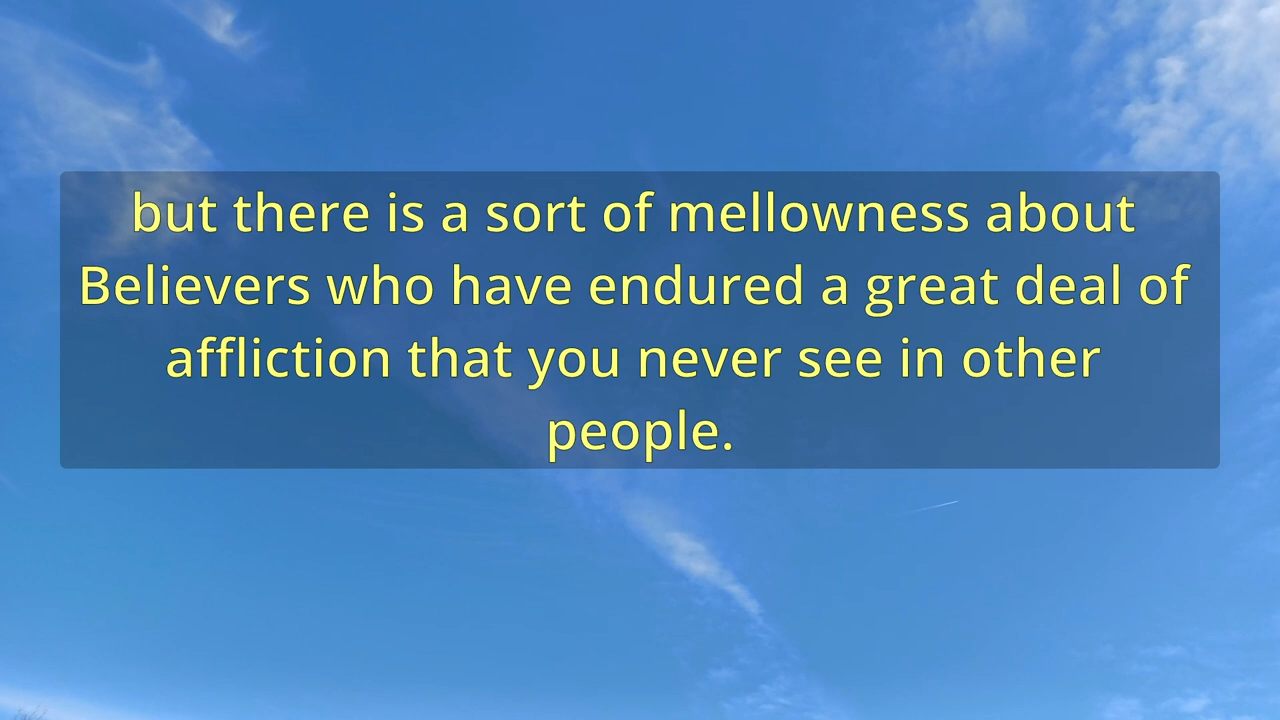 but there is a sort of mellowness about
Believers who have endured a great deal of
affliction that you never see in other
people.